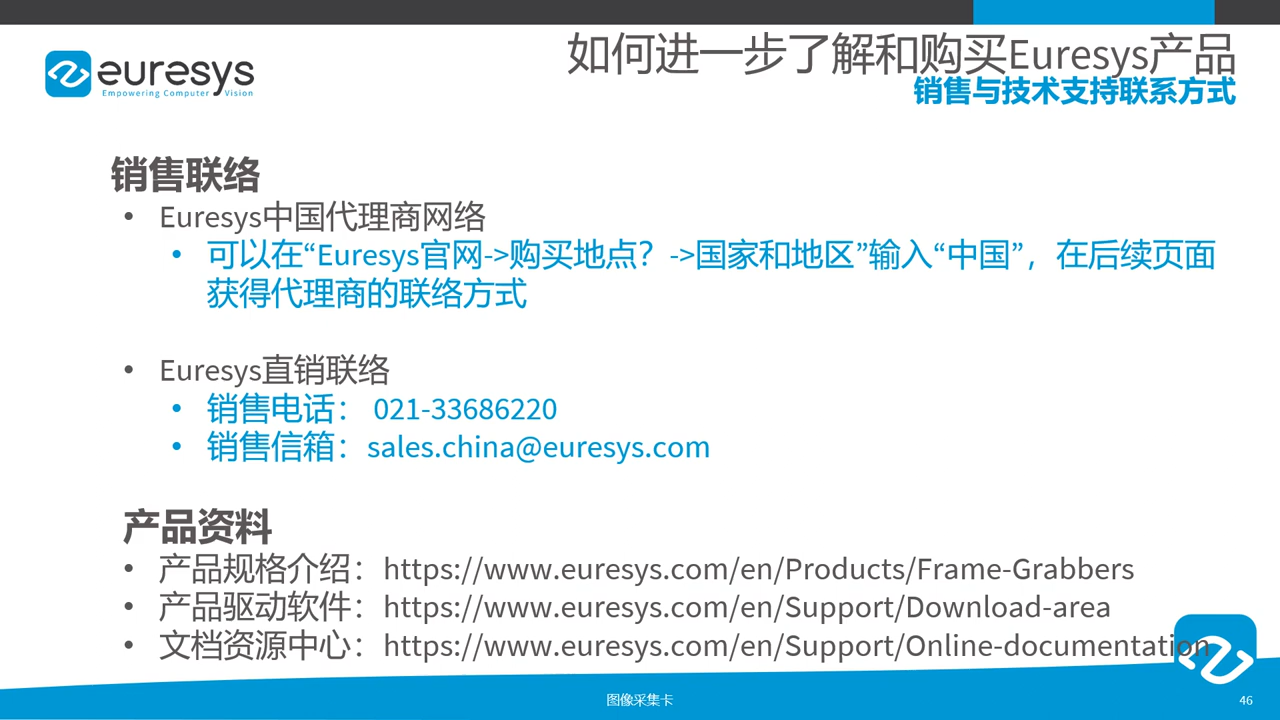 如何进一步了解和购买Euresys产品
euresys
Empowering Computer Vision
销售与技术支持联系方式
销售联络
• Euresys中国代理商网络
• 可以在“Euresys官网->购买地点？->国家和地区”输入“中国”，在后续页面
获得代理商的联络方式
• Euresys直销联络
• 销售电话： 021-33686220
• 销售信箱：sales.china@euresys.com
产品资料
• 产品规格介绍：https://www.euresys.com/en/Products/Frame-Grabbers
• 产品驱动软件：https://www.euresys.com/en/Support/Download-area
• 文档资源中心：https://www.euresys.com/en/Support/Online-documentation
图像采集卡
46